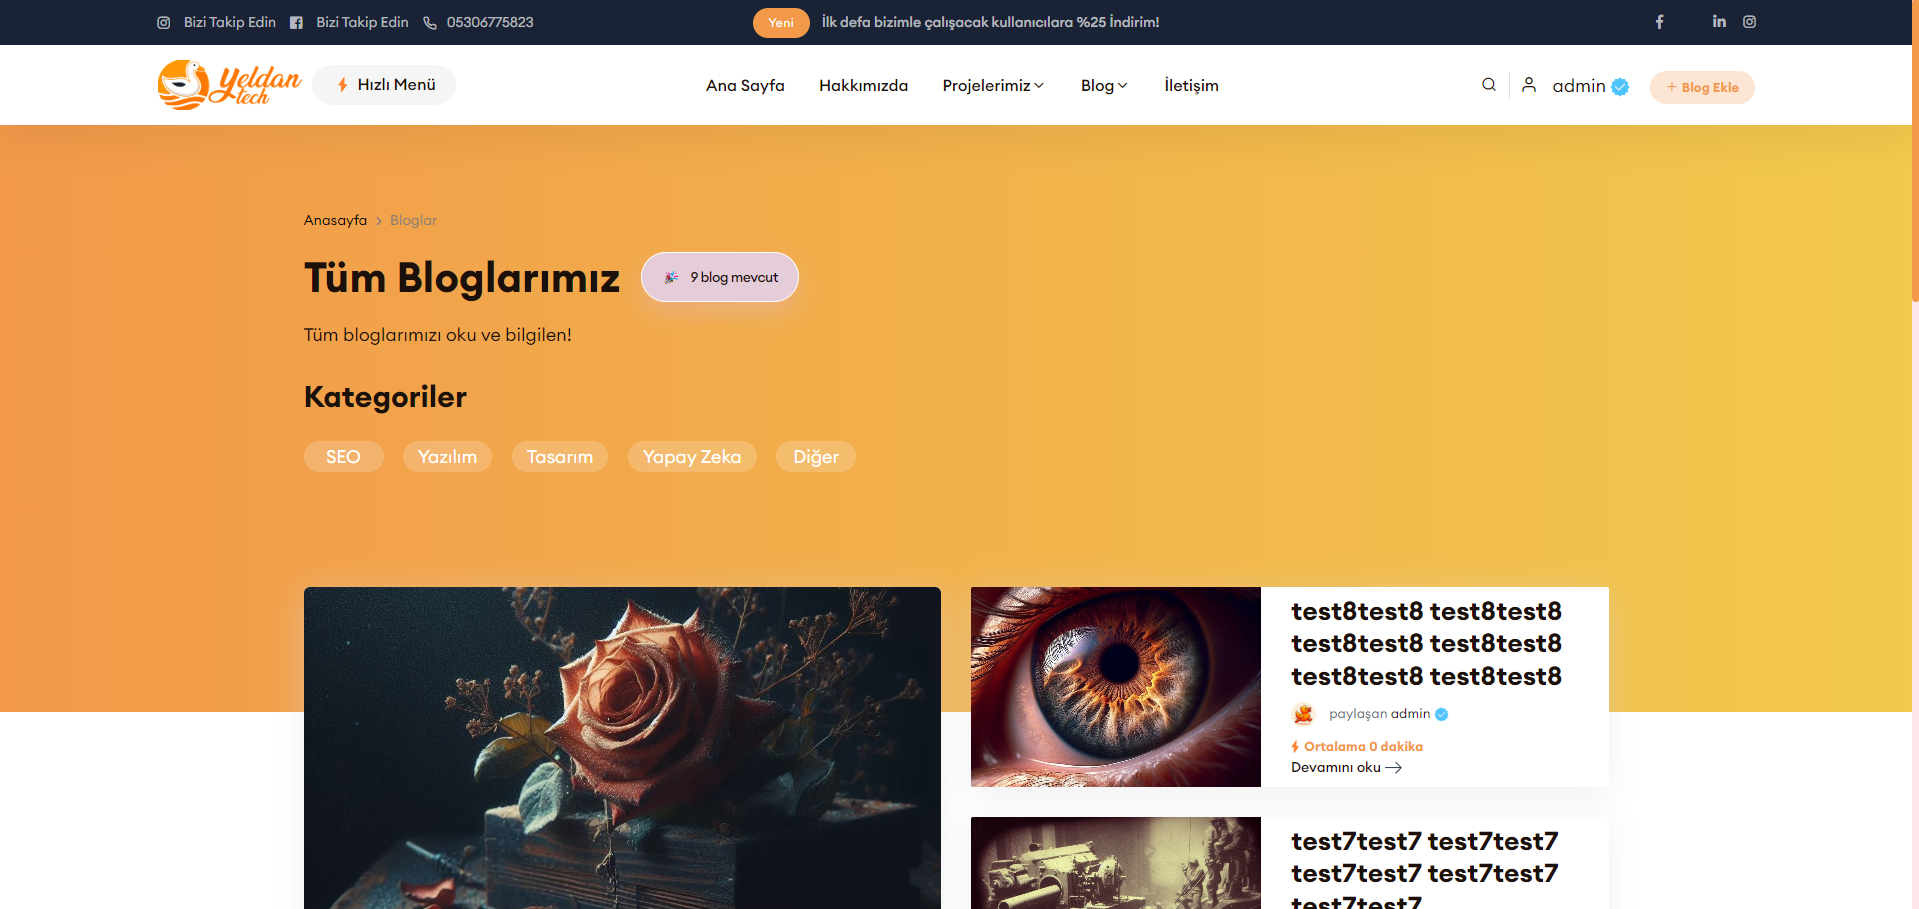 Bizi Takip Edin Bizi Takip Edin 05306775823
Yeni İlk defa bizimle çalışacak kullanıcılara %25 İndirim!
Yeldan
tech
Hızlı Menü
Ana Sayfa Hakkımızda Projelerimiz Blog İletişim
admin
+ Blog Ekle
Anasayfa > Bloglar
Tüm Bloglarımız
9 blog mevcut
Tüm bloglarımızı oku ve bilgilen!
Kategoriler
SEO Yazılım Tasarım Yapay Zeka Diğer
test8test8 test8test8
test8test8 test8test8
test8test8 test8test8
paylaşan admin
Ortalama 0 dakika
Devamını oku
test7test7 test7test7
test7test7 test7test7
test7test7